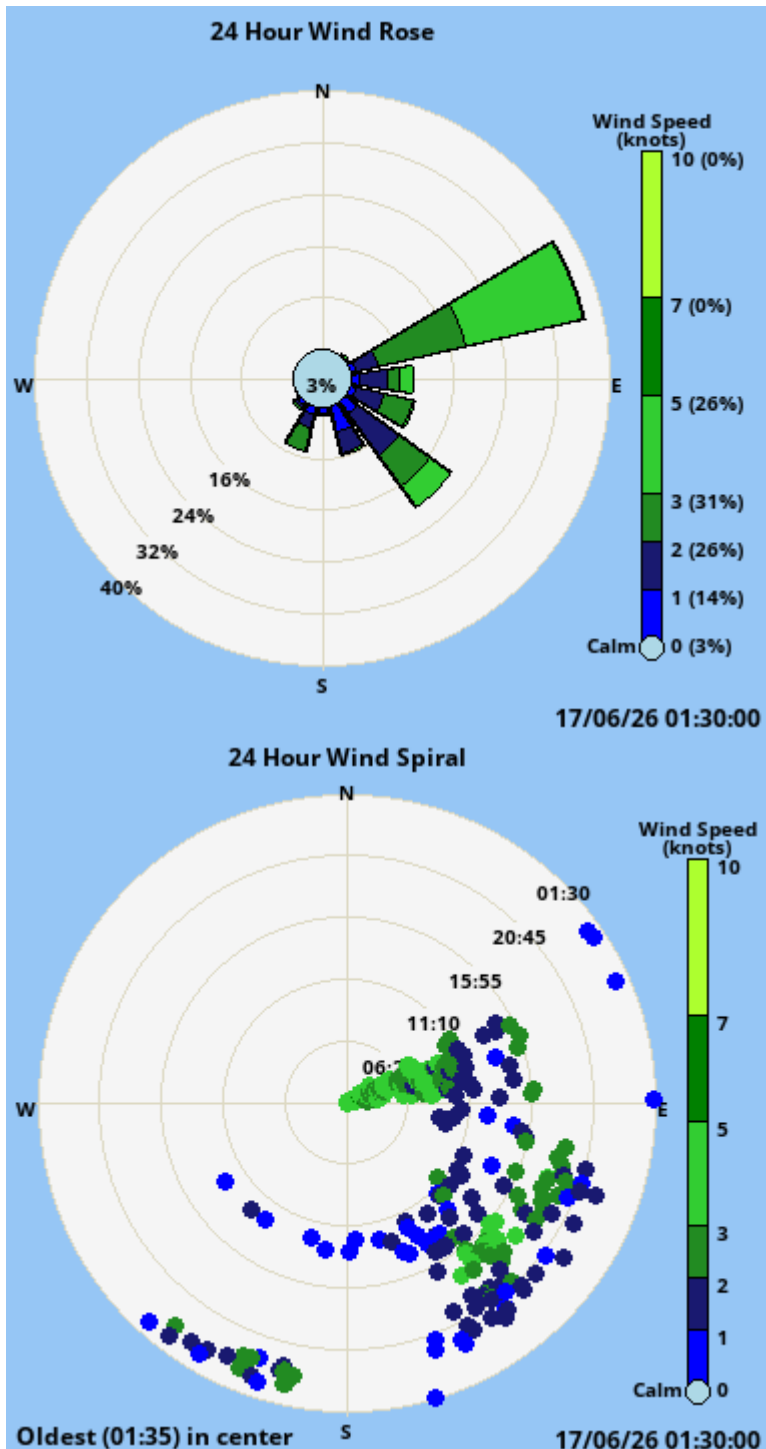 24 Hour Wind Rose
N
Wind Speed
(knots)
10 (0%)
7 (0%)
W
3%
E
5 (26%)
16%
3 (31%)
24%
2 (26%)
32%
1 (14%)
40%
Calm 0 (3%)
S
17/06/26 01:30:00
24 Hour Wind Spiral
N
Wind Speed
(knots)
10
01:30
20:45
15:55
7
11:10
W
E
5
3
2
1
Calm 0
S
Oldest (01:35) in center
17/06/26 01:30:00